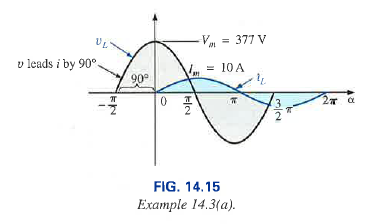 v_L
V_m = 377 V
v leads i by 90°
90°
I_m = 10 A
i_L
-π/2
0
π/2
π
3/2 π
2π
α
FIG. 14.15
Example 14.3(a).